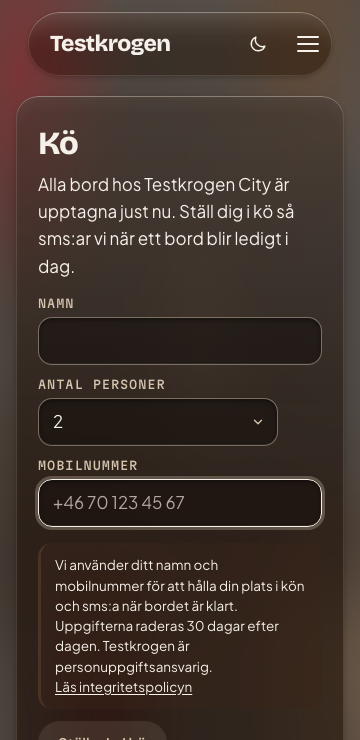 Testkrogen
Kö
Alla bord hos Testkrogen City är
upptagna just nu. Ställ dig i kö så
sms:ar vi när ett bord blir ledigt i
dag.
NAMN
ANTAL PERSONER
2
MOBILNUMMER
+46 70 123 45 67
Vi använder ditt namn och
mobilnummer för att hålla din plats i kön
och sms:a när bordet är klart.
Uppgifterna raderas 30 dagar efter
dagen. Testkrogen är
personuppgiftsansvarig.
Läs integritetspolicyn